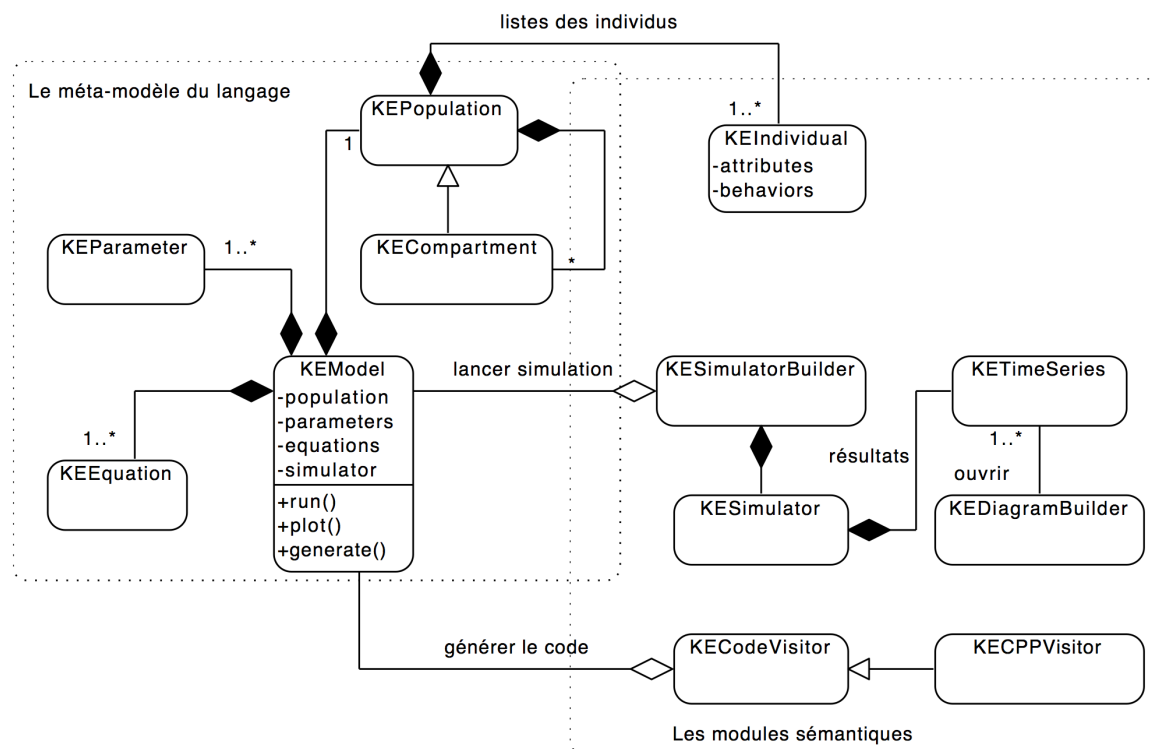 listes des individus
Le méta-modèle du langage
KEPopulation
1..*
1
KEIndividual
-attributes
-behaviors
KEParameter
1..*
KECompartment
*
KEModel
-population
-parameters
-equations
-simulator
+run()
+plot()
+generate()
lancer simulation
KESimulatorBuilder
KETimeSeries
1..*
1..*
KEEquation
résultats
ouvrir
KESimulator
KEDiagramBuilder
générer le code
KECodeVisitor
KECPPVisitor
Les modules sémantiques